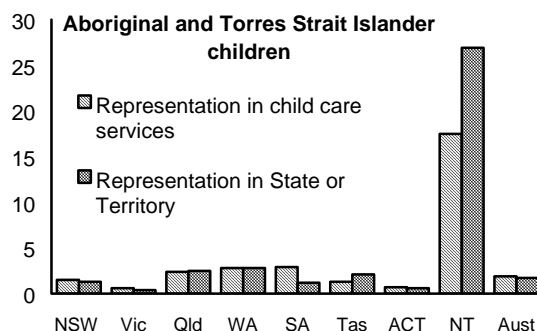 Aboriginal and Torres Strait Islander
children
Representation in child care
services
Representation in State or
Territory
30
25
20
15
10
5
0
NSW Vic Qld WA SA Tas ACT NT Aust